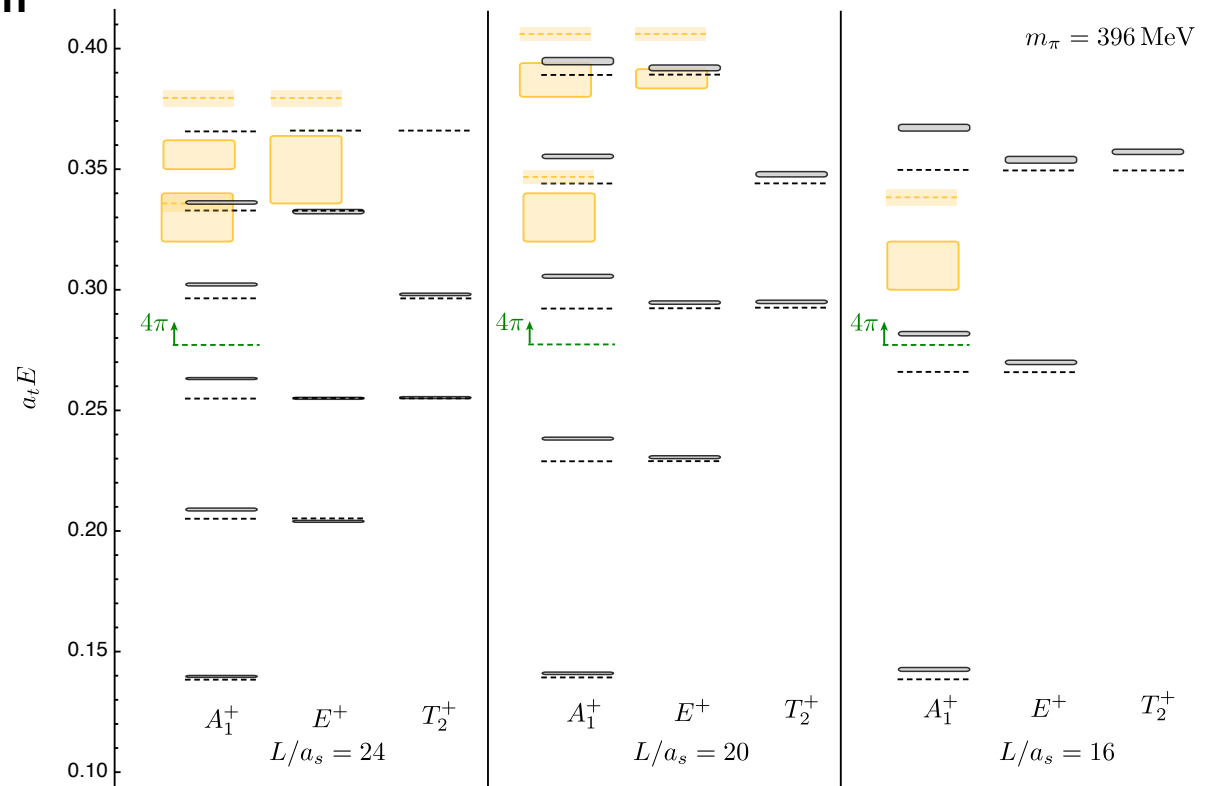 m_π = 396 MeV
0.40
0.35
0.30
0.25
0.20
0.15
0.10
a_t E
4π
4π
4π
A_1^+ E^+ T_2^+
L/a_s = 24
A_1^+ E^+ T_2^+
L/a_s = 20
A_1^+ E^+ T_2^+
L/a_s = 16